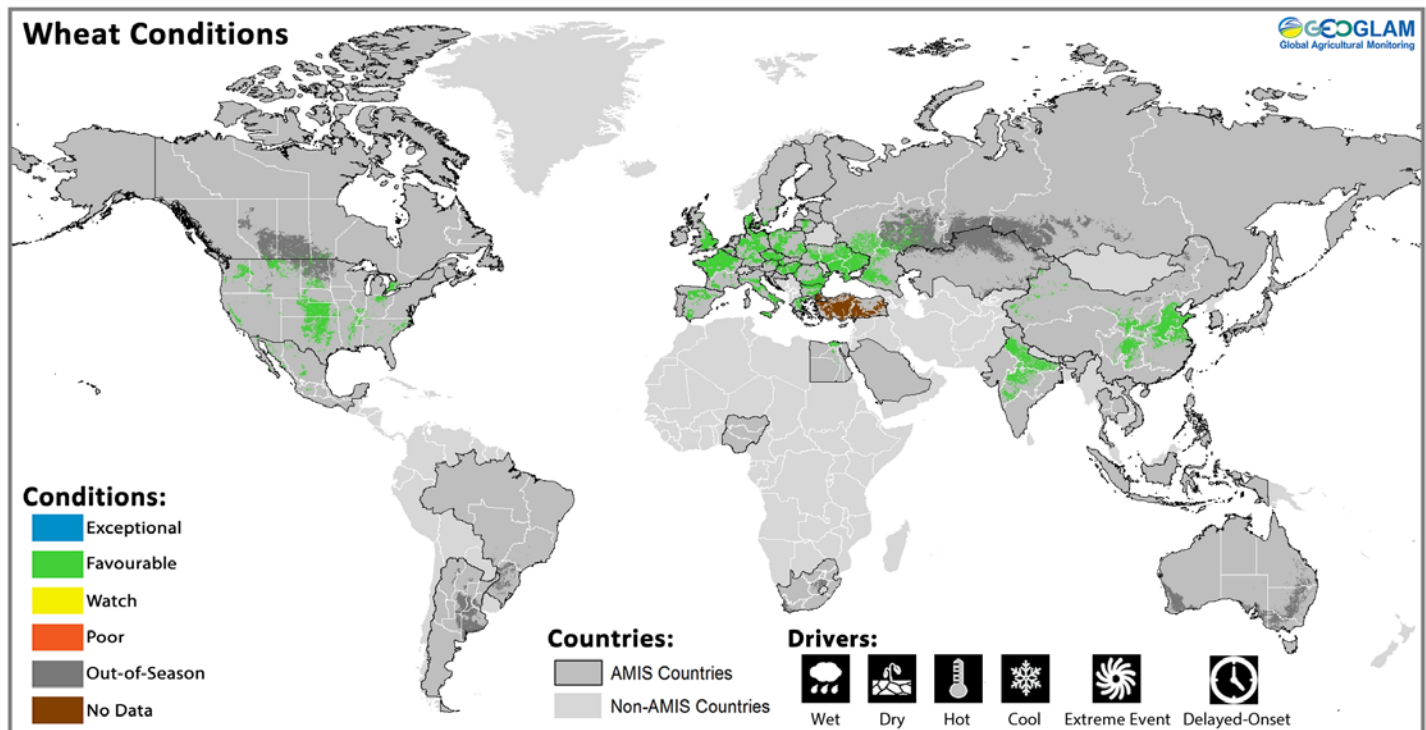 Wheat Conditions
GEOGLAM
Global Agricultural Monitoring
Conditions:
Exceptional
Favourable
Watch
Poor
Out-of-Season
No Data
Countries:
AMIS Countries
Non-AMIS Countries
Drivers:
Wet
Dry
Hot
Cool
Extreme Event
Delayed-Onset